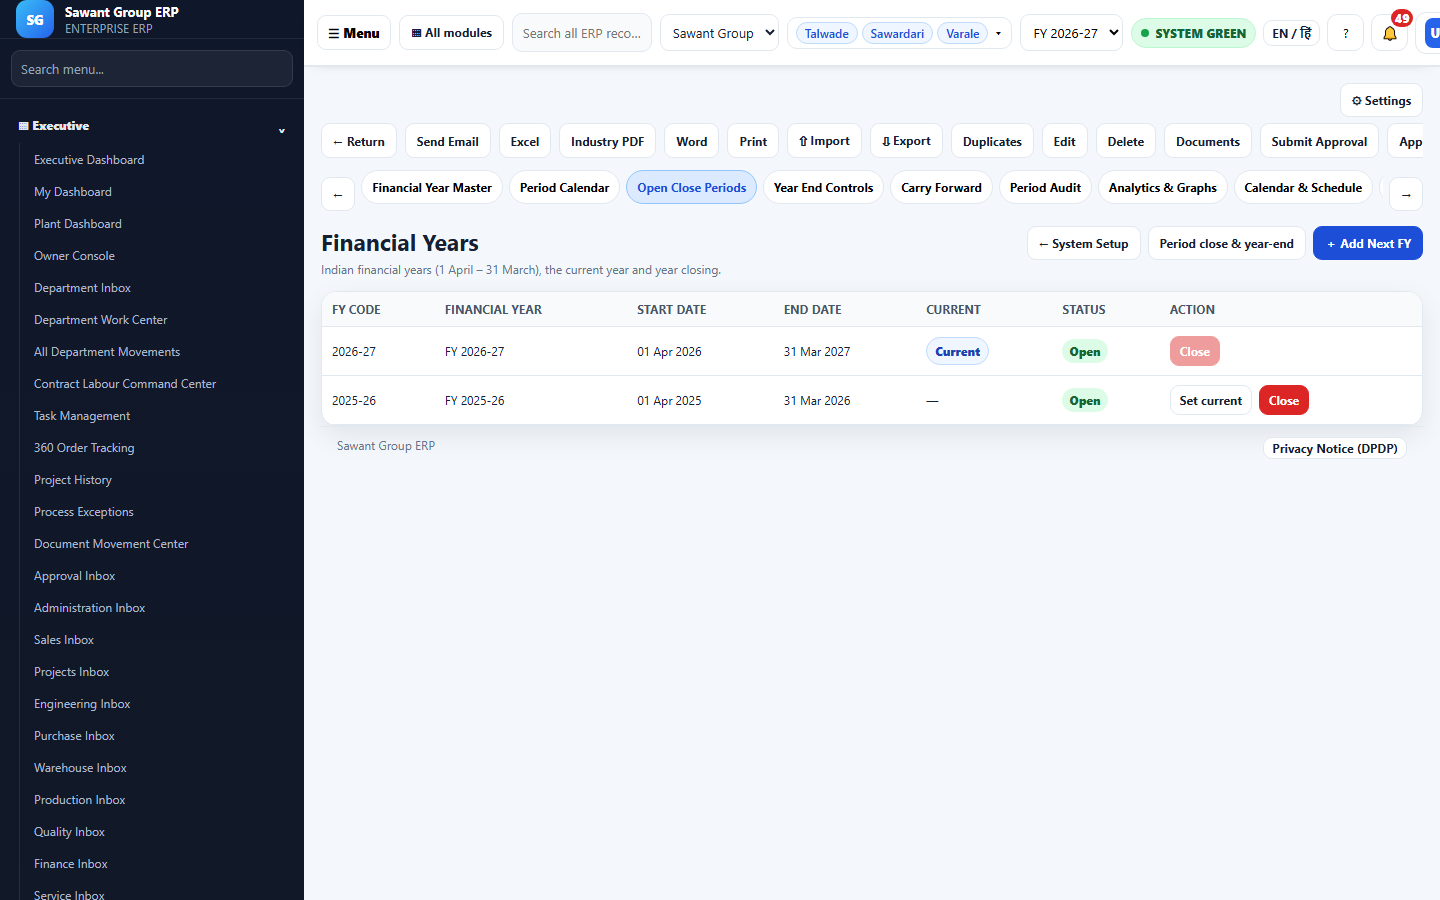 SG
Sawant Group ERP
ENTERPRISE ERP
Search menu...
Executive
Executive Dashboard
My Dashboard
Plant Dashboard
Owner Console
Department Inbox
Department Work Center
All Department Movements
Contract Labour Command Center
Task Management
360 Order Tracking
Project History
Process Exceptions
Document Movement Center
Approval Inbox
Administration Inbox
Sales Inbox
Projects Inbox
Engineering Inbox
Purchase Inbox
Warehouse Inbox
Production Inbox
Quality Inbox
Finance Inbox
Service Inbox
☰ Menu
All modules
Search all ERP reco...
Sawant Group
Talwade Sawardari Varale
FY 2026-27
SYSTEM GREEN
EN / हिं
?
49
U
⚙ Settings
← Return
Send Email
Excel
Industry PDF
Word
Print
⇧ Import
⇩ Export
Duplicates
Edit
Delete
Documents
Submit Approval
App
←
Financial Year Master
Period Calendar
Open Close Periods
Year End Controls
Carry Forward
Period Audit
Analytics & Graphs
Calendar & Schedule
→
Financial Years
← System Setup
Period close & year-end
+ Add Next FY
Indian financial years (1 April – 31 March), the current year and year closing.
FY CODE FINANCIAL YEAR START DATE END DATE CURRENT STATUS ACTION
2026-27 FY 2026-27 01 Apr 2026 31 Mar 2027 Current Open Close
2025-26 FY 2025-26 01 Apr 2025 31 Mar 2026 — Open Set current Close
Sawant Group ERP
Privacy Notice (DPDP)